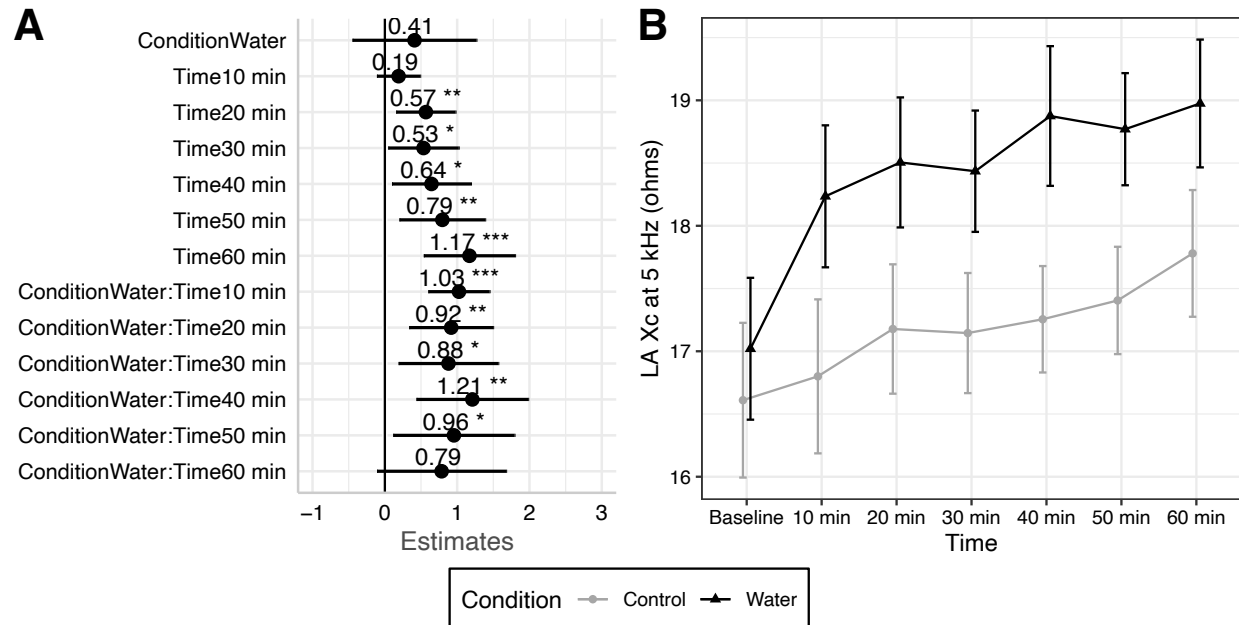 A
ConditionWater
0.41
Time10 min
0.19
Time20 min
0.57 **
Time30 min
0.53 *
Time40 min
0.64 *
Time50 min
0.79 **
Time60 min
1.17 ***
ConditionWater:Time10 min
1.03 ***
ConditionWater:Time20 min
0.92 **
ConditionWater:Time30 min
0.88 *
ConditionWater:Time40 min
1.21 **
ConditionWater:Time50 min
0.96 *
ConditionWater:Time60 min
0.79
−1 0 1 2 3
Estimates
B
LA Xc at 5 kHz (ohms)
19
18
17
16
Baseline 10 min 20 min 30 min 40 min 50 min 60 min
Time
Condition Control Water